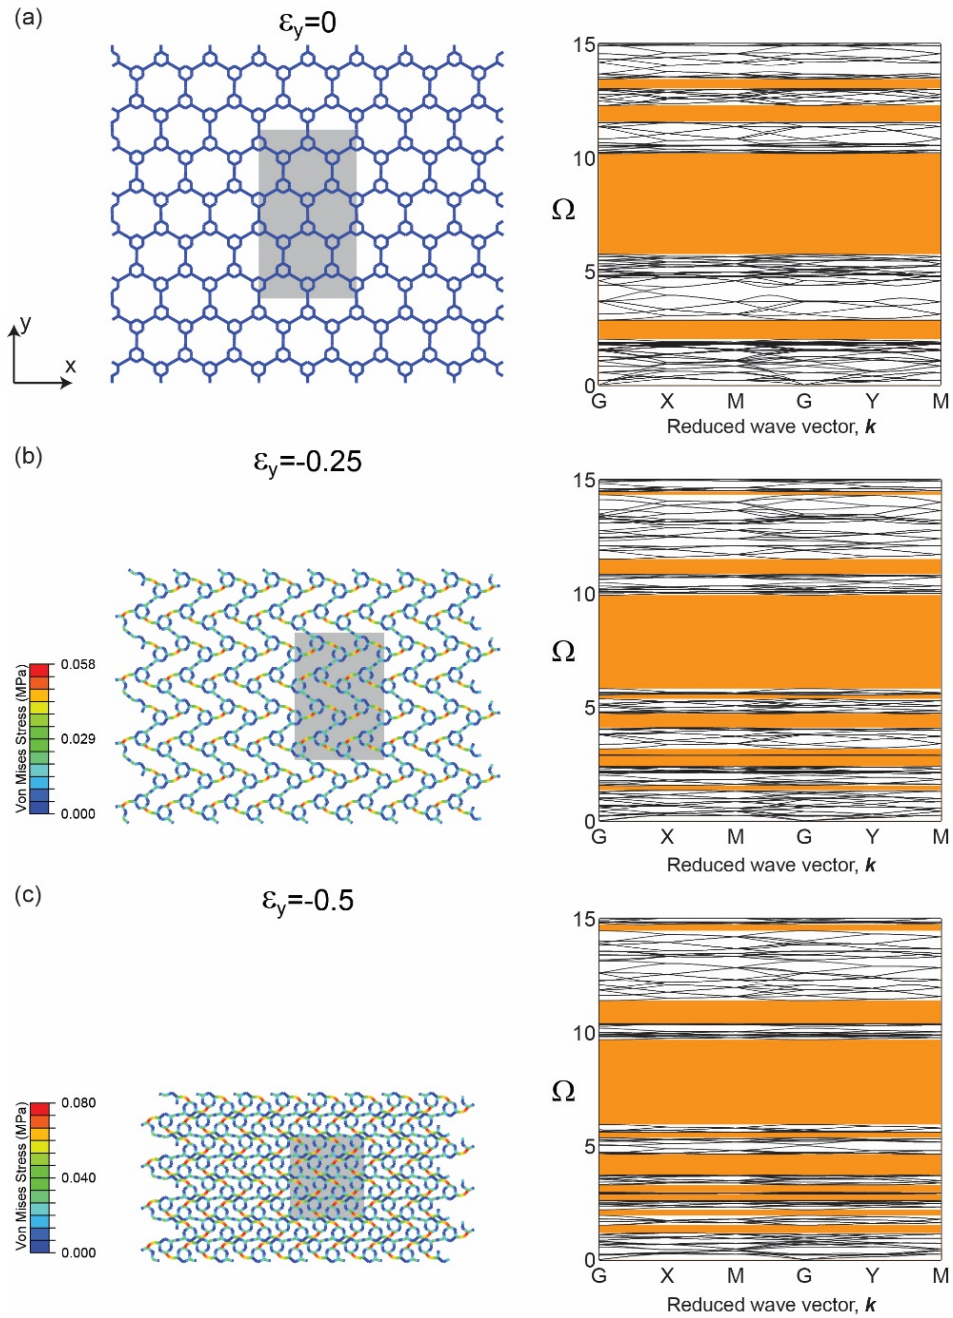 (a)
εy=0
15
10
Ω
5
0
G X M G Y M
Reduced wave vector, k
y
x
(b)
εy=-0.25
15
10
Ω
5
0
G X M G Y M
Reduced wave vector, k
Von Mises Stress (MPa)
0.058
0.029
0.000
(c)
εy=-0.5
15
10
Ω
5
0
G X M G Y M
Reduced wave vector, k
Von Mises Stress (MPa)
0.080
0.040
0.000